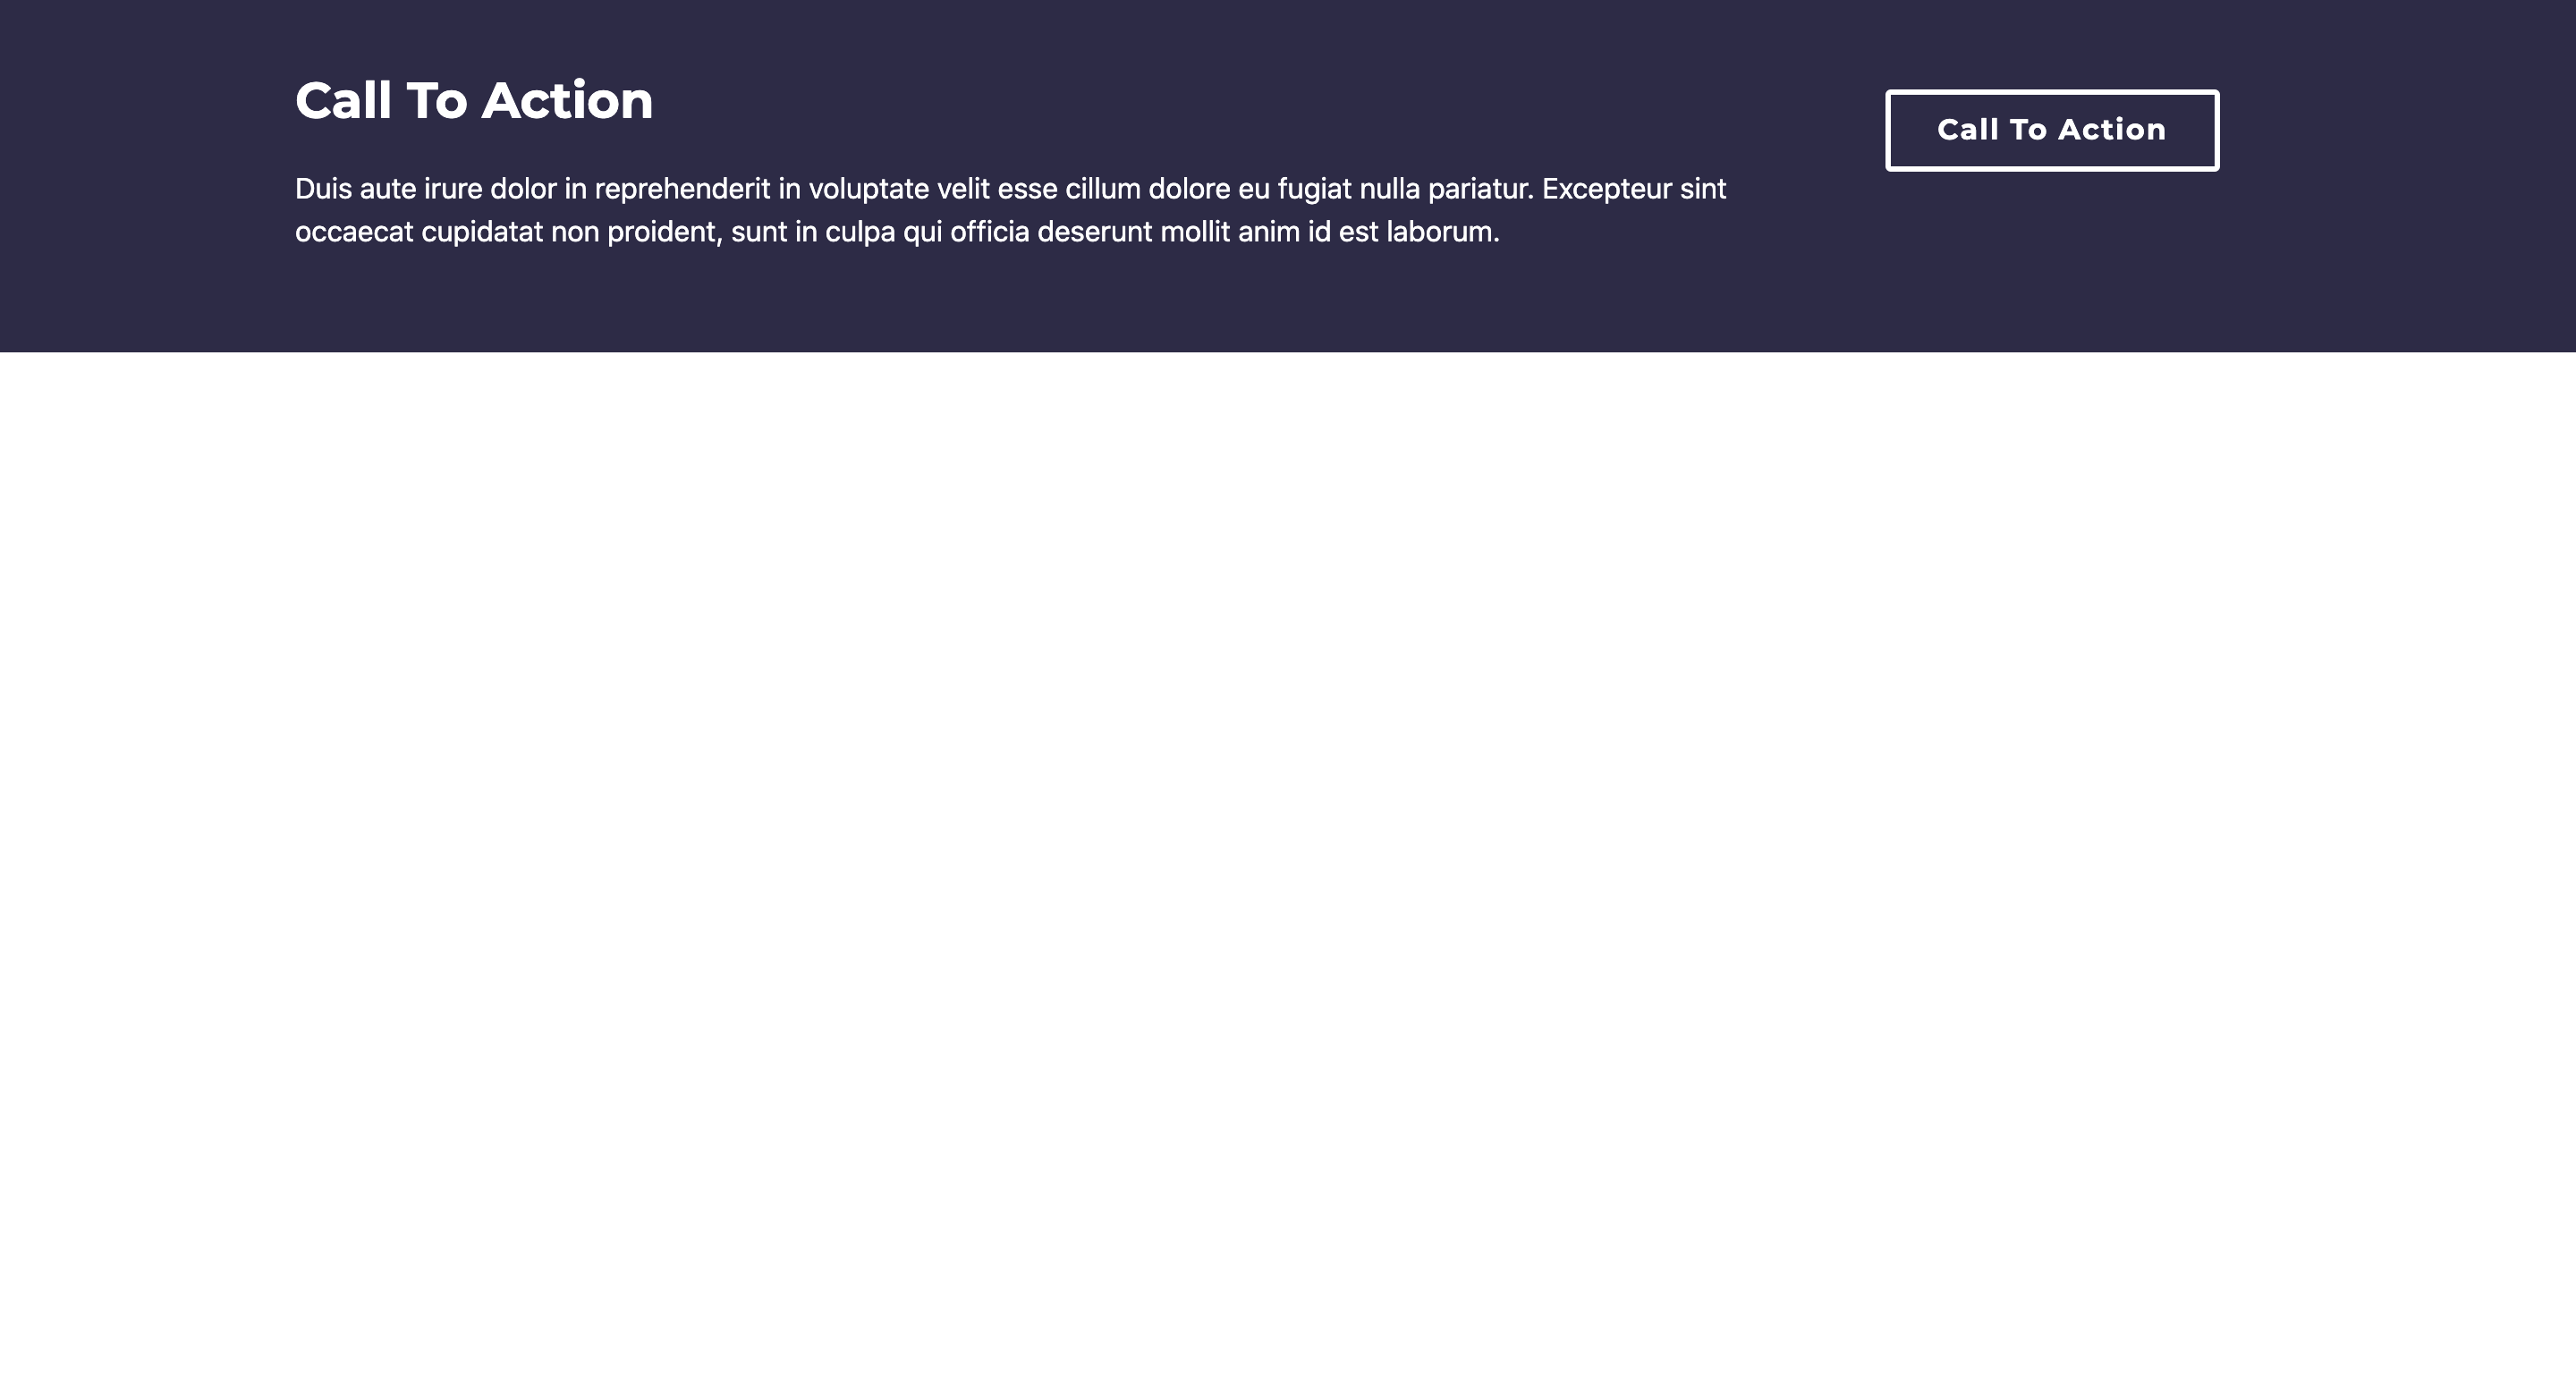 Call To Action
Duis aute irure dolor in reprehenderit in voluptate velit esse cillum dolore eu fugiat nulla pariatur. Excepteur sint
occaecat cupidatat non proident, sunt in culpa qui officia deserunt mollit anim id est laborum.
Call To Action